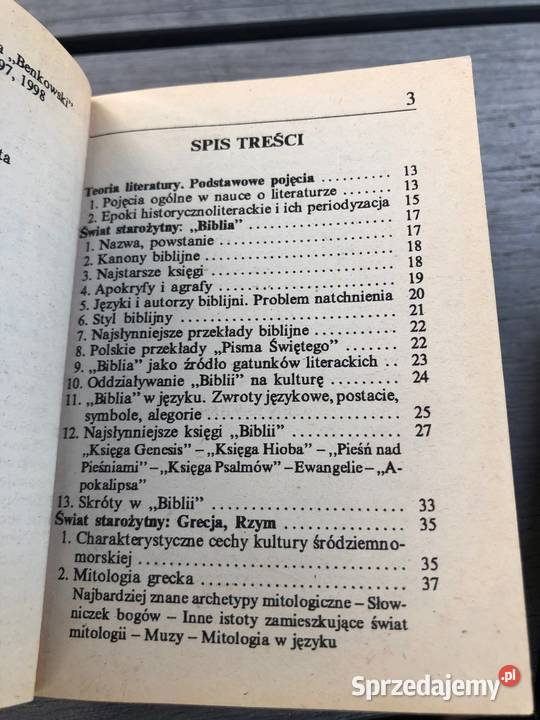 „Benkowski”
97, 1998
ta
3
SPIS TREŚCI
Teoria literatury. Podstawowe pojęcia ........... 13
1. Pojęcia ogólne w nauce o literaturze .......... 13
2. Epoki historycznoliterackie i ich periodyzacja 15
Świat starożytny: „Biblia” ...................... 17
1. Nazwa, powstanie ............................. 17
2. Kanony biblijne .............................. 18
3. Najstarsze księgi ............................ 18
4. Apokryfy i agrafy ............................ 19
5. Języki i autorzy biblijni. Problem natchnienia 20
6. Styl biblijny ................................ 21
7. Najsłynniejsze przekłady biblijne ............ 22
8. Polskie przekłady „Pisma Świętego” ........... 22
9. „Biblia” jako źródło gatunków literackich .... 23
10. Oddziaływanie „Biblii” na kulturę ........... 24
11. „Biblia” w języku. Zwroty językowe, postacie,
symbole, alegorie ............................... 25
12. Najsłynniejsze księgi „Biblii” .............. 27
„Księga Genesis” – „Księga Hioba” – „Pieśń nad
Pieśniami” – „Księga Psalmów” – Ewangelie – „A-
pokalipsa”
13. Skróty w „Biblii” ........................... 33
Świat starożytny: Grecja, Rzym .................. 35
1. Charakterystyczne cechy kultury śródziemno-
morskiej ........................................ 35
2. Mitologia grecka ............................. 37
Najbardziej znane archetypy mitologiczne – Słow-
niczek bogów – Inne istoty zamieszkujące świat
mitologii – Muzy – Mitologia w języku
Sprzedajemy.pl